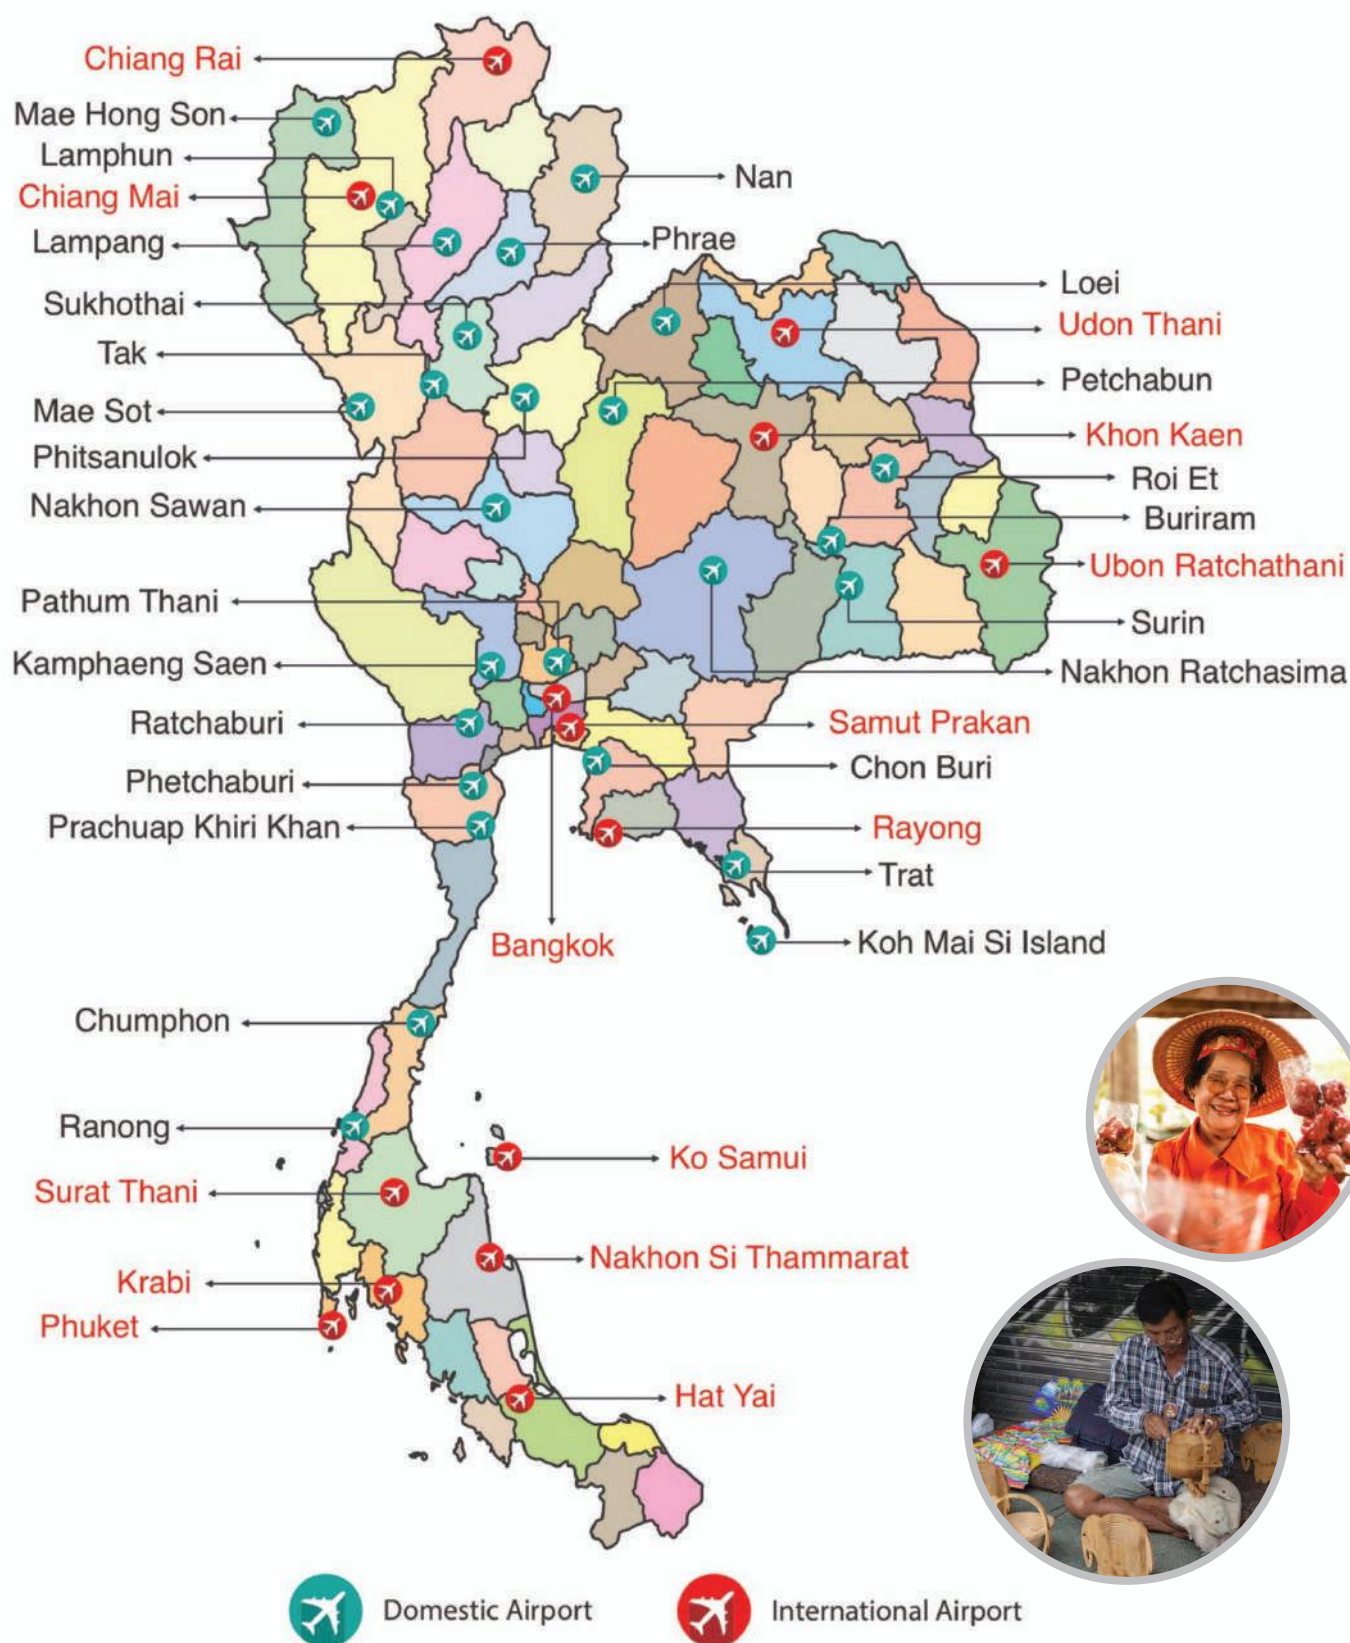 Chiang Rai
Mae Hong Son
Lamphun
Chiang Mai
Nan
Lampang
Phrae
Loei
Sukhothai
Udon Thani
Tak
Petchabun
Mae Sot
Khon Kaen
Phitsanulok
Roi Et
Nakhon Sawan
Buriram
Ubon Ratchathani
Pathum Thani
Surin
Kamphaeng Saen
Nakhon Ratchasima
Ratchaburi
Samut Prakan
Chon Buri
Phetchaburi
Prachuap Khiri Khan
Rayong
Trat
Bangkok
Koh Mai Si Island
Chumphon
Ranong
Ko Samui
Surat Thani
Nakhon Si Thammarat
Krabi
Phuket
Hat Yai
Domestic Airport
International Airport